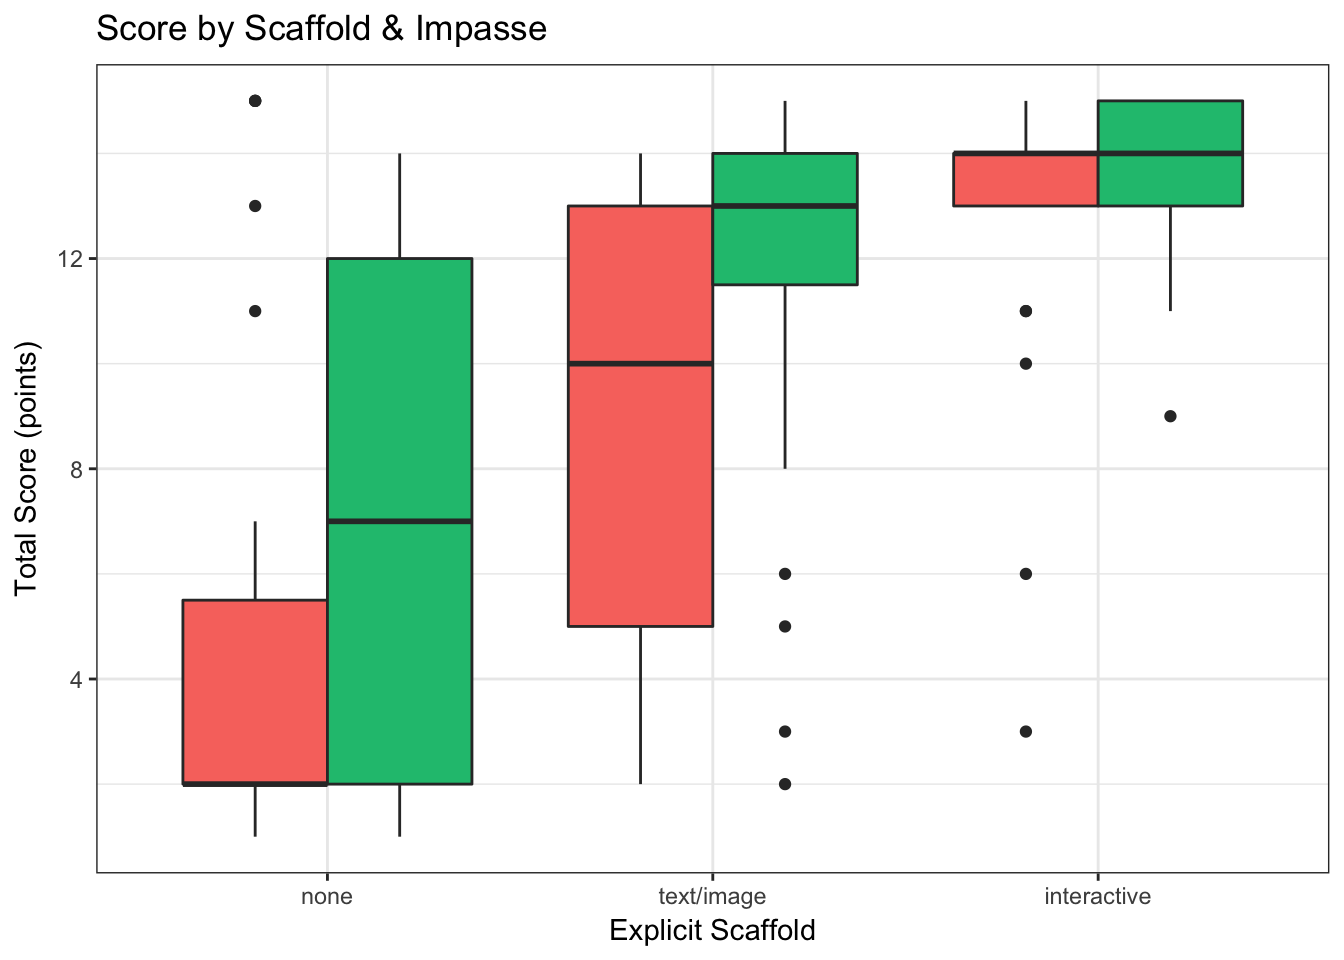 Score by Scaffold & Impasse
Total Score (points)
12
8
4
none
text/image
interactive
Explicit Scaffold